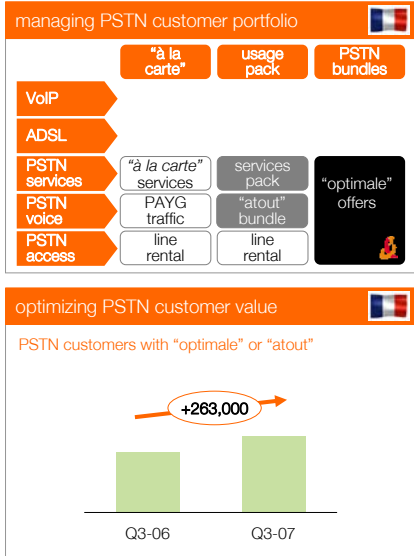 managing PSTN customer portfolio
"à la
carte"
usage
pack
PSTN
bundles
VoIP
ADSL
PSTN
services
"à la carte"
services
services
pack
"optimale"
offers
PSTN
voice
PAYG
traffic
"atout"
bundle
PSTN
access
line
rental
line
rental
optimizing PSTN customer value
PSTN customers with "optimale" or "atout"
+263,000
Q3-06
Q3-07